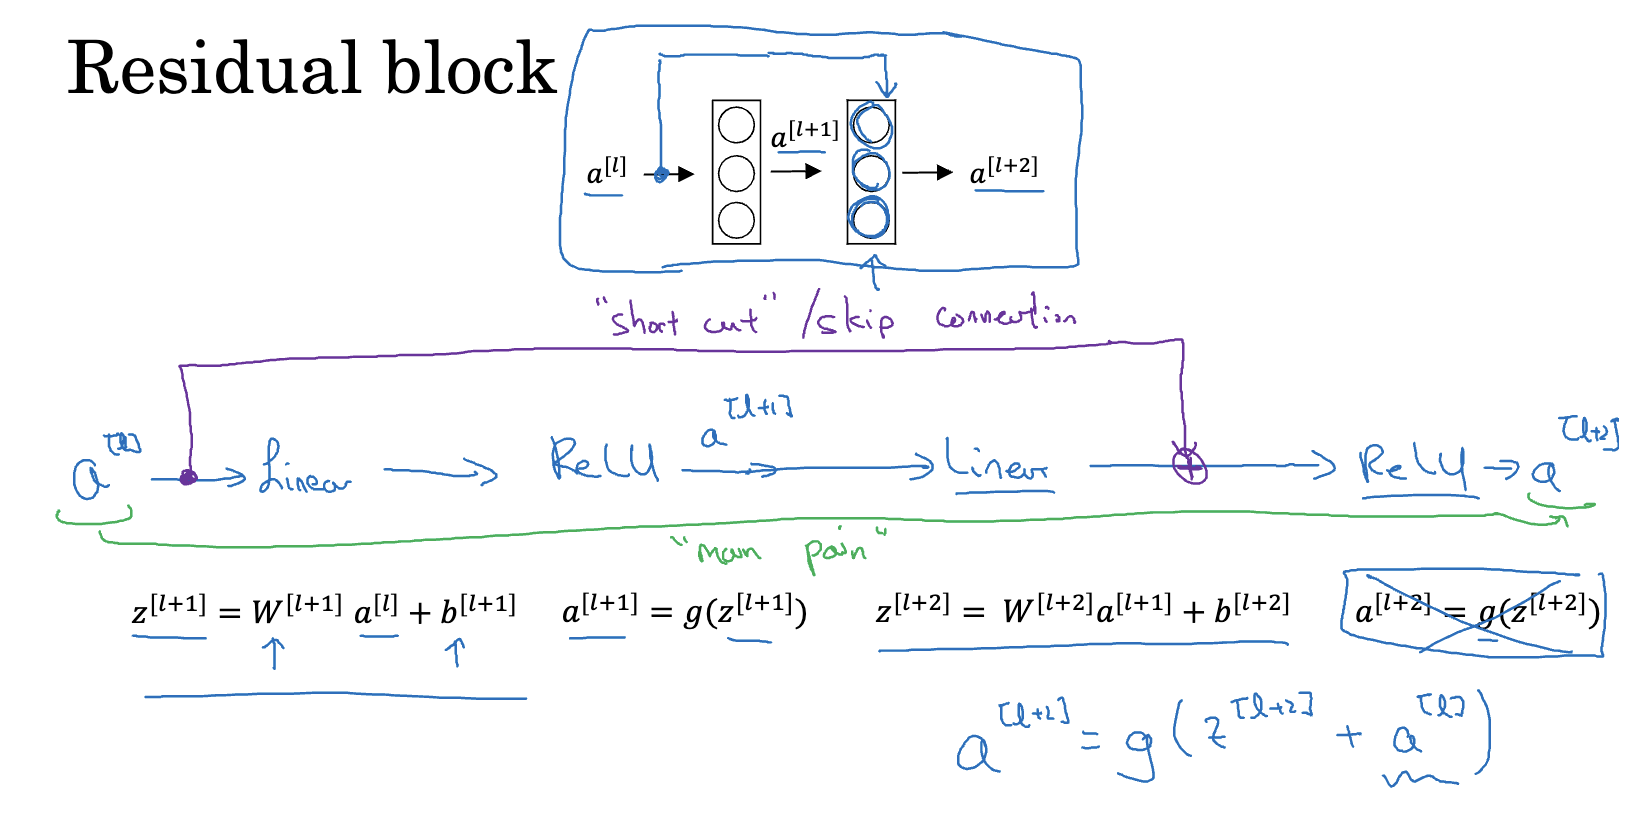 Residual block
a^[l] a^[l+1] a^[l+2]
"short cut" / skip connection
a^[l] → Linear → ReLU a^[l+1] → Linear → + → ReLU → a^[l+2]
"main path"
z^[l+1] = W^[l+1] a^[l] + b^[l+1] a^[l+1] = g(z^[l+1]) z^[l+2] = W^[l+2]a^[l+1] + b^[l+2] a^[l+2] = g(z^[l+2])
a^[l+2] = g(z^[l+2] + a^[l])